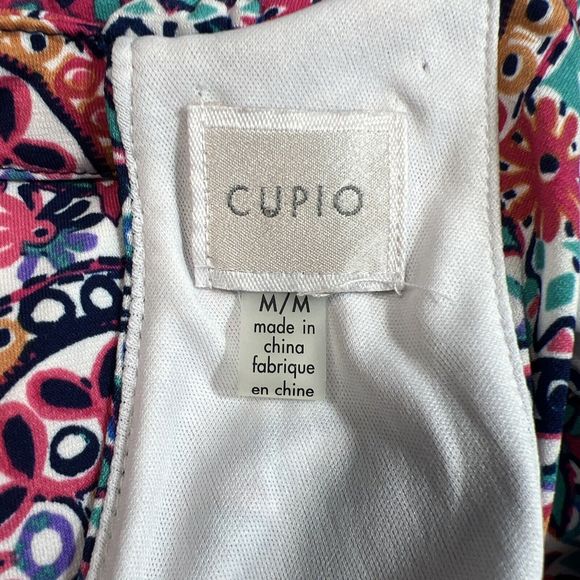 CUPIO
M/M
made in
china
fabrique
en chine